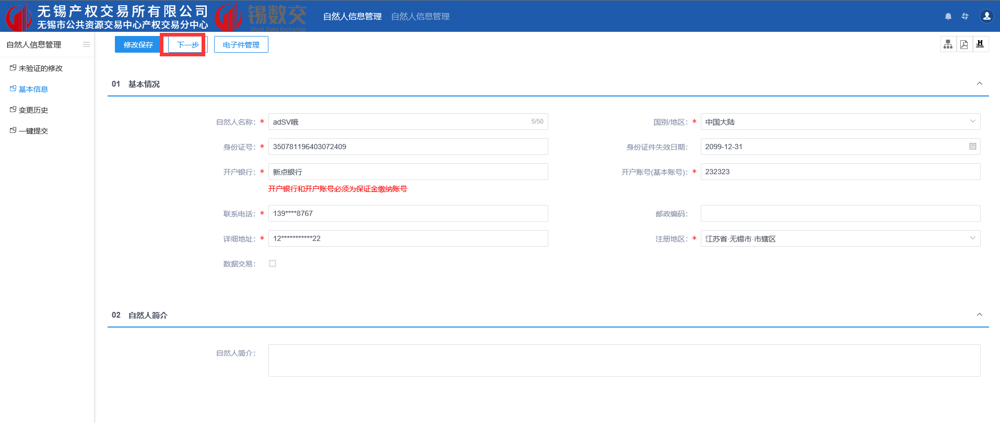 无锡产权交易所有限公司
无锡市公共资源交易中心产权交易分中心
锡数交
Wuxi Data Exchange
自然人信息管理 自然人信息管理
自然人信息管理
未验证的修改
基本信息
变更历史
一键提交
修改保存 下一步 电子件管理
H
HISTORY
01 基本情况
自然人名称: * adSV哦 5/50 国别/地区: * 中国大陆
身份证号: * 350781196403072409 身份证件失效日期: 2099-12-31
开户银行: * 新点银行 开户账号(基本账号): * 232323
开户银行和开户账号必须为保证金缴纳账号
联系电话: * 139****8767 邮政编码:
详细地址: * 12***********22 注册地区: * 江苏省·无锡市·市辖区
数据交易:
02 自然人简介
自然人简介: